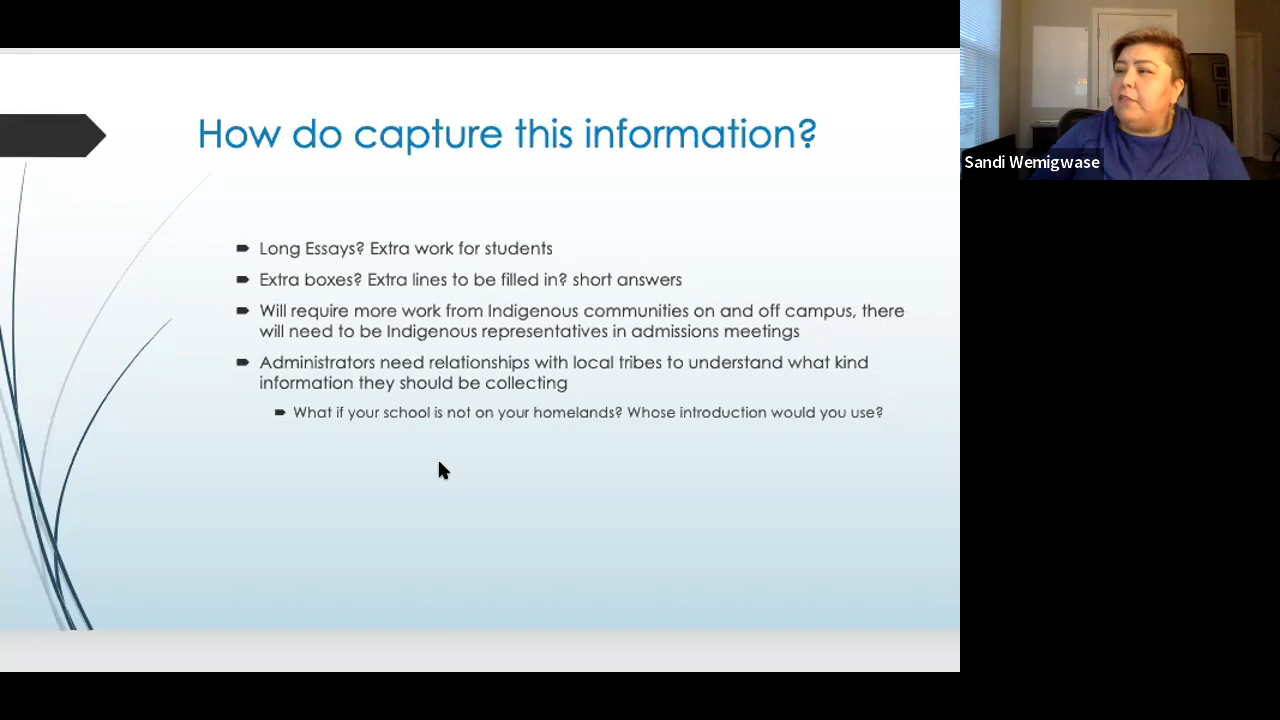 How do capture this information?
Long Essays? Extra work for students
Extra boxes? Extra lines to be filled in? short answers
Will require more work from Indigenous communities on and off campus, there
will need to be Indigenous representatives in admissions meetings
Administrators need relationships with local tribes to understand what kind
information they should be collecting
What if your school is not on your homelands? Whose introduction would you use?
Sandi Wemigwase